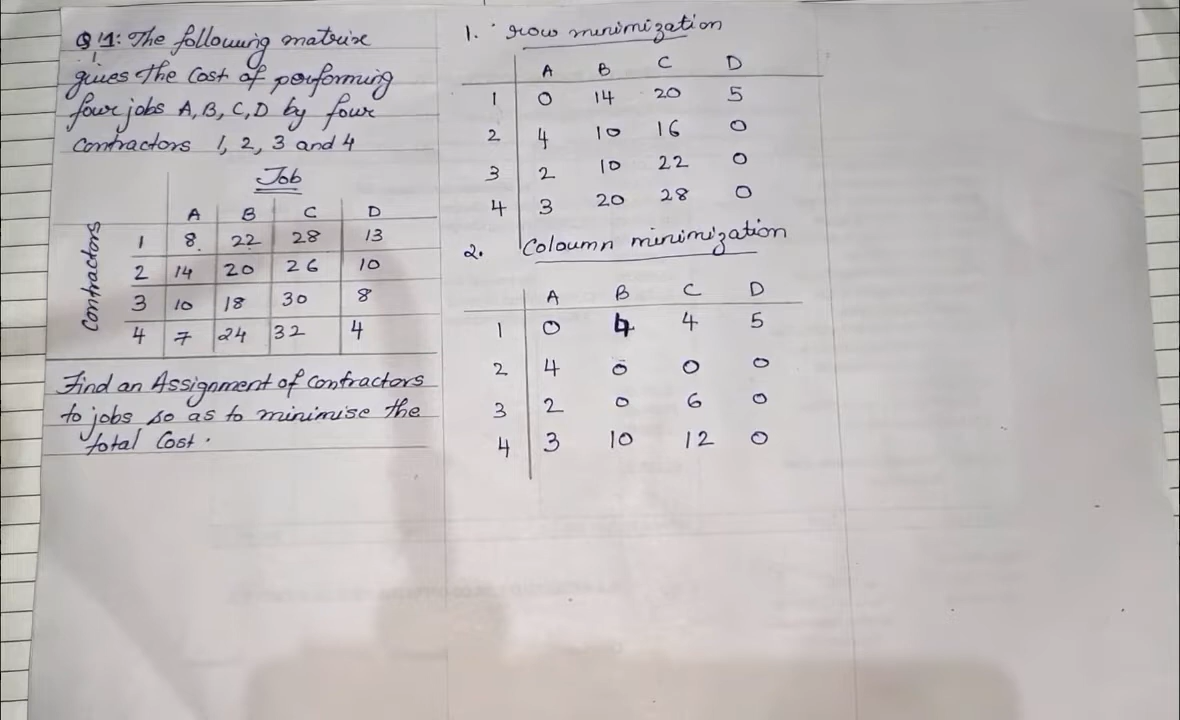 Q1: The following matrix
gives the cost of performing
four jobs A, B, C, D by four
contractors 1, 2, 3 and 4
Job
A B C D
Contractors
1 8 22 28 13
2 14 20 26 10
3 10 18 30 8
4 7 24 32 4
Find an Assignment of contractors
to jobs so as to minimise the
total cost.
1. row minimization
A B C D
1 0 14 20 5
2 4 10 16 0
3 2 10 22 0
4 3 20 28 0
2. Coloumn minimization
A B C D
1 0 4 4 5
2 4 0 0 0
3 2 0 6 0
4 3 10 12 0